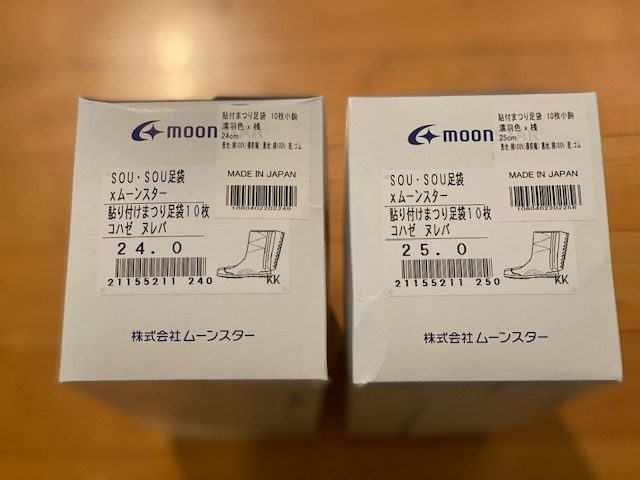 moon
貼付まつり足袋 10枚小鉤
濡羽色 x 桟
24cm
MADE IN JAPAN
1080402202249
SOU・SOU足袋
xムーンスター
貼り付けまつり足袋10枚
コハゼ ヌレバ
24.0
21155211 240
KK
株式会社ムーンスター
moon
貼付まつり足袋 10枚小鉤
濡羽色 x 桟
25cm
MADE IN JAPAN
1080402202256
SOU・SOU足袋
xムーンスター
貼り付けまつり足袋10枚
コハゼ ヌレバ
25.0
21155211 250
KK
株式会社ムーンスター